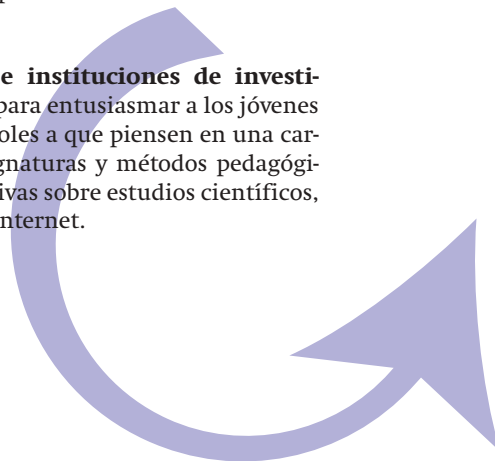 e instituciones de investi-
para entusiasmar a los jóvenes
oles a que piensen en una car-
gnaturas y métodos pedagógi-
ivas sobre estudios científicos,
nternet.